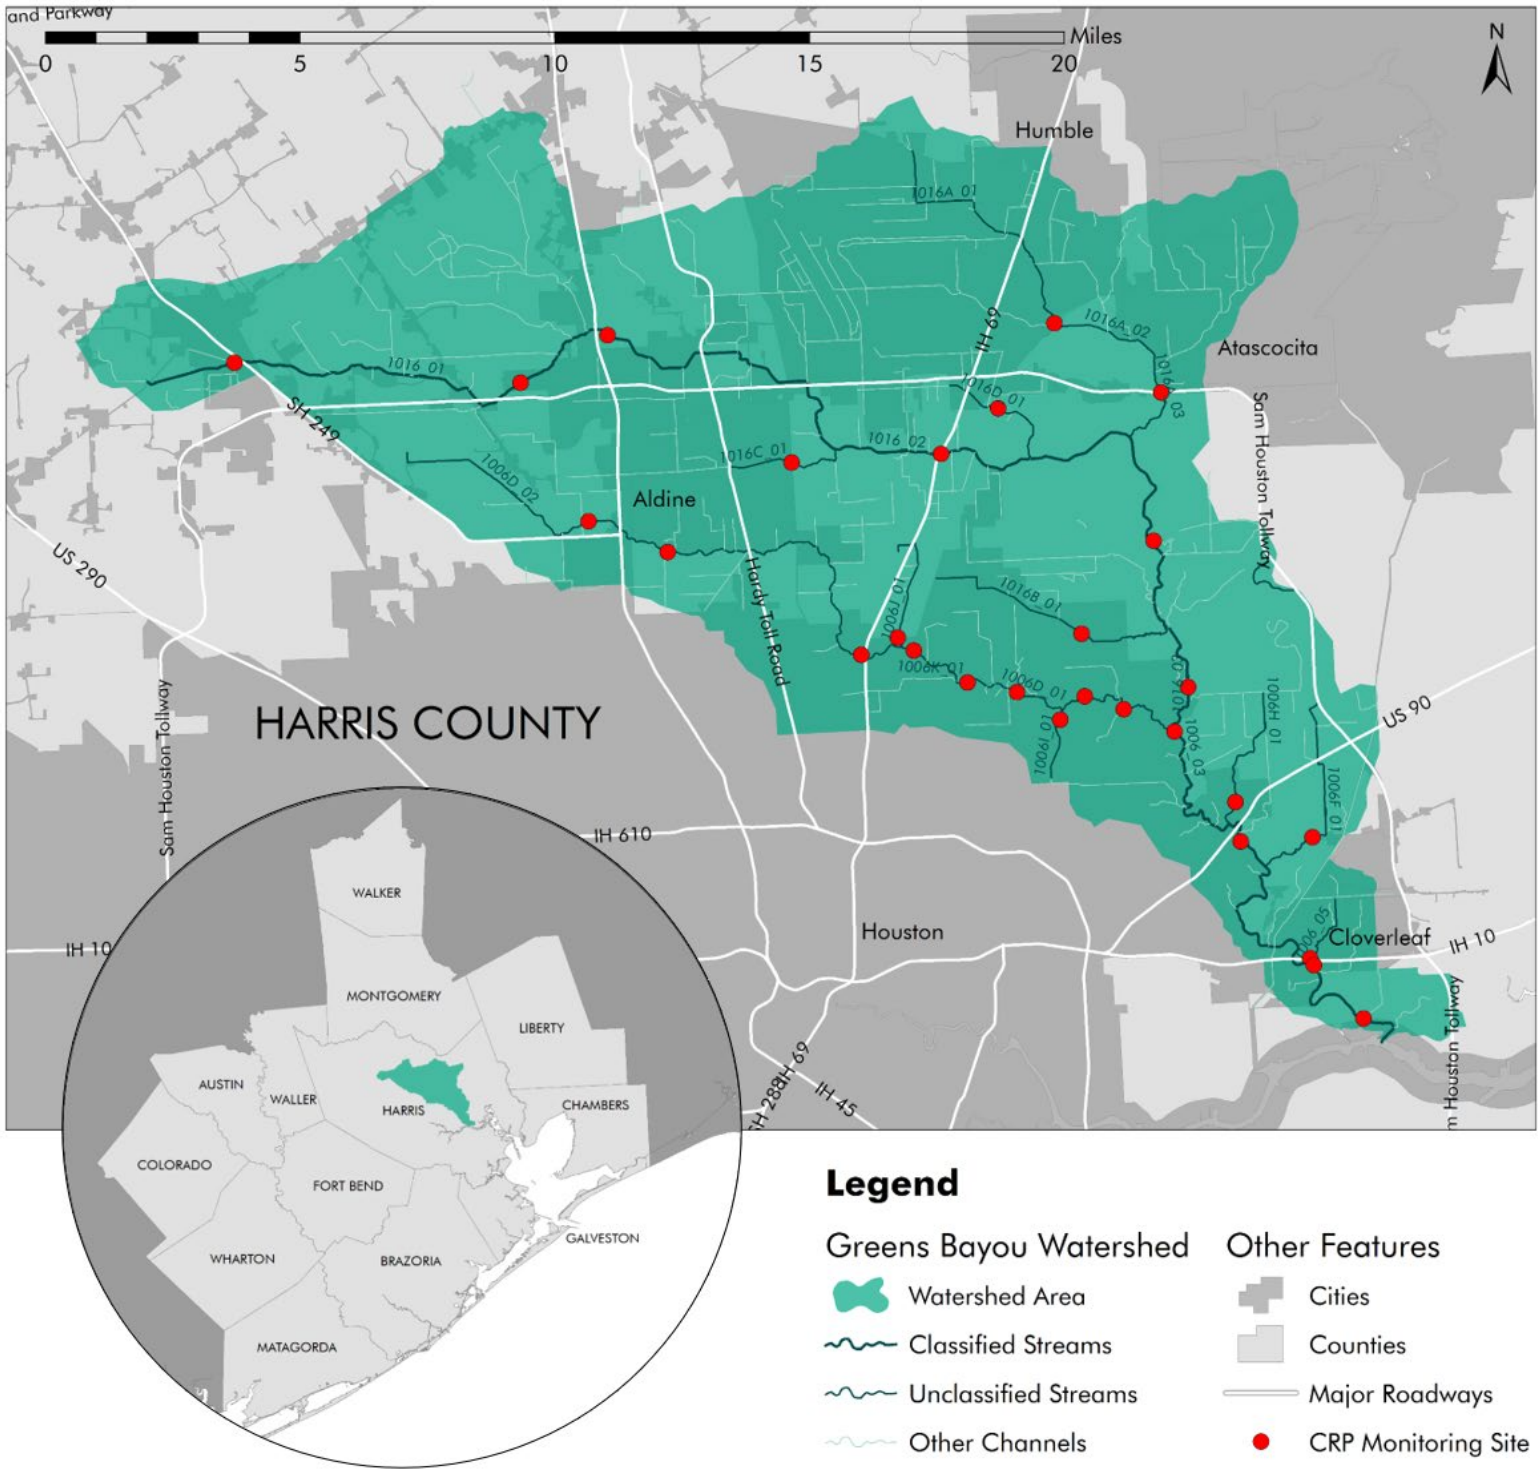 and Parkway
Miles
0
5
10
15
20
N
Humble
1016A_01
IH 69
1016A_02
Atascocita
1016_01
1016D_01
03
SH 249
Sam Houston Tollway
1016_02
1016C_01
1006D_02
Aldine
US 290
Hardy Toll Road
1006J_01
1016B_01
1006K_01
1006D_01
1006I_01
1006_03
1006H_01
US 90
1006F_01
HARRIS COUNTY
Sam Houston Tollway
IH 610
IH 10
Houston
Cloverleaf
IH 10
m Houston Tollway
IH 69
IH 45
WALKER
MONTGOMERY
LIBERTY
AUSTIN
WALLER
HARRIS
CHAMBERS
COLORADO
FORT BEND
GALVESTON
WHARTON
BRAZORIA
MATAGORDA
Legend
Greens Bayou Watershed
Watershed Area
Classified Streams
Unclassified Streams
Other Channels
Other Features
Cities
Counties
Major Roadways
CRP Monitoring Site